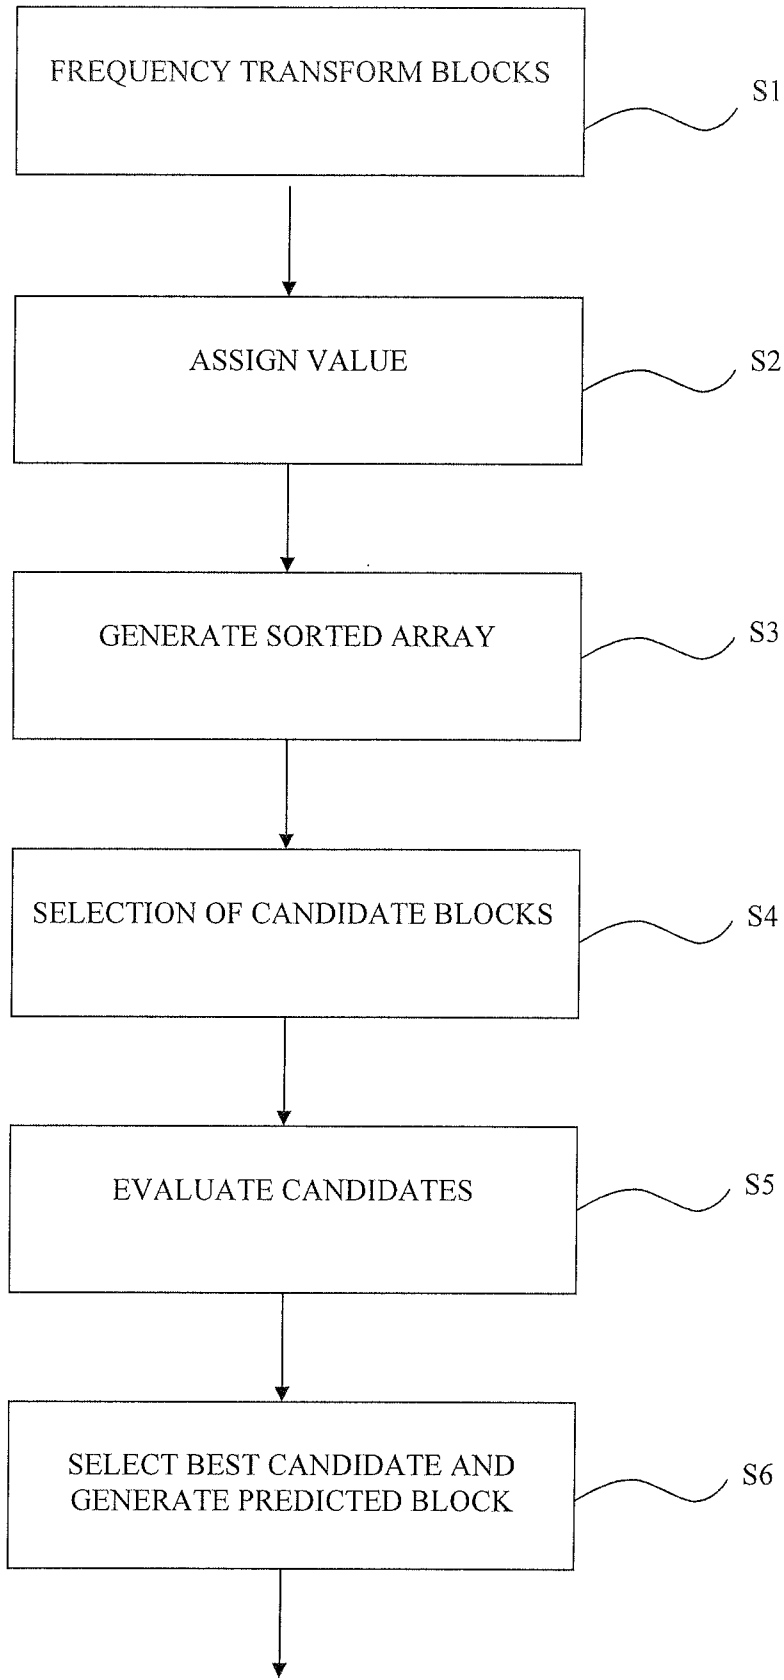 FREQUENCY TRANSFORM BLOCKS
S1
ASSIGN VALUE
S2
GENERATE SORTED ARRAY
S3
SELECTION OF CANDIDATE BLOCKS
S4
EVALUATE CANDIDATES
S5
SELECT BEST CANDIDATE AND
GENERATE PREDICTED BLOCK
S6